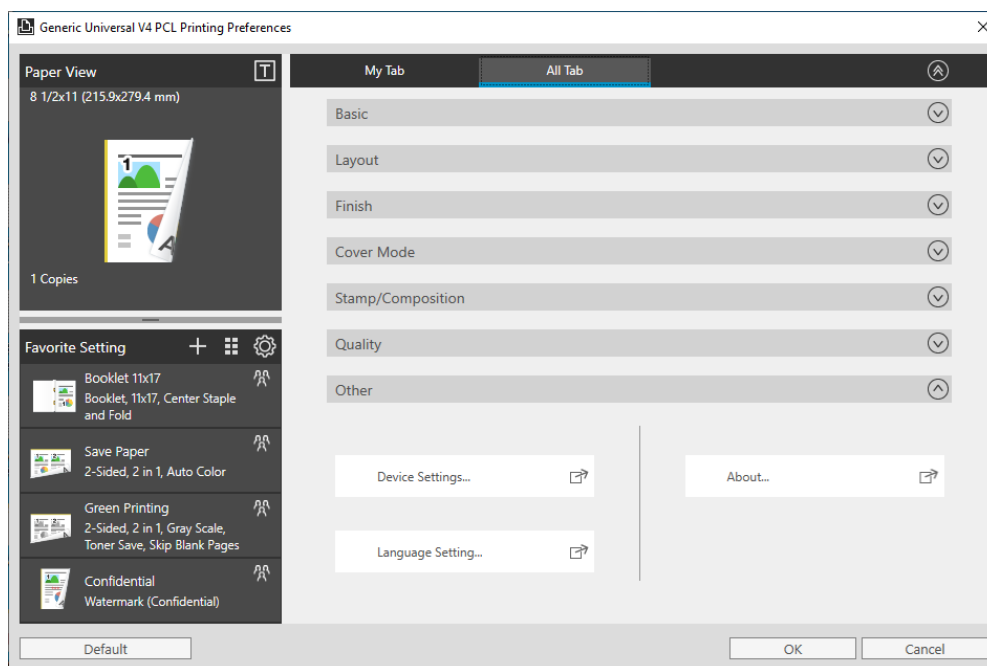 Generic Universal V4 PCL Printing Preferences
Paper View
T
8 1/2x11 (215.9x279.4 mm)
1
A
1 Copies
Favorite Setting
Booklet 11x17
Booklet, 11x17, Center Staple
and Fold
Save Paper
2-Sided, 2 in 1, Auto Color
Green Printing
2-Sided, 2 in 1, Gray Scale,
Toner Save, Skip Blank Pages
Confidential
Watermark (Confidential)
My Tab
All Tab
Basic
Layout
Finish
Cover Mode
Stamp/Composition
Quality
Other
Device Settings...
About...
Language Setting...
Default
OK
Cancel